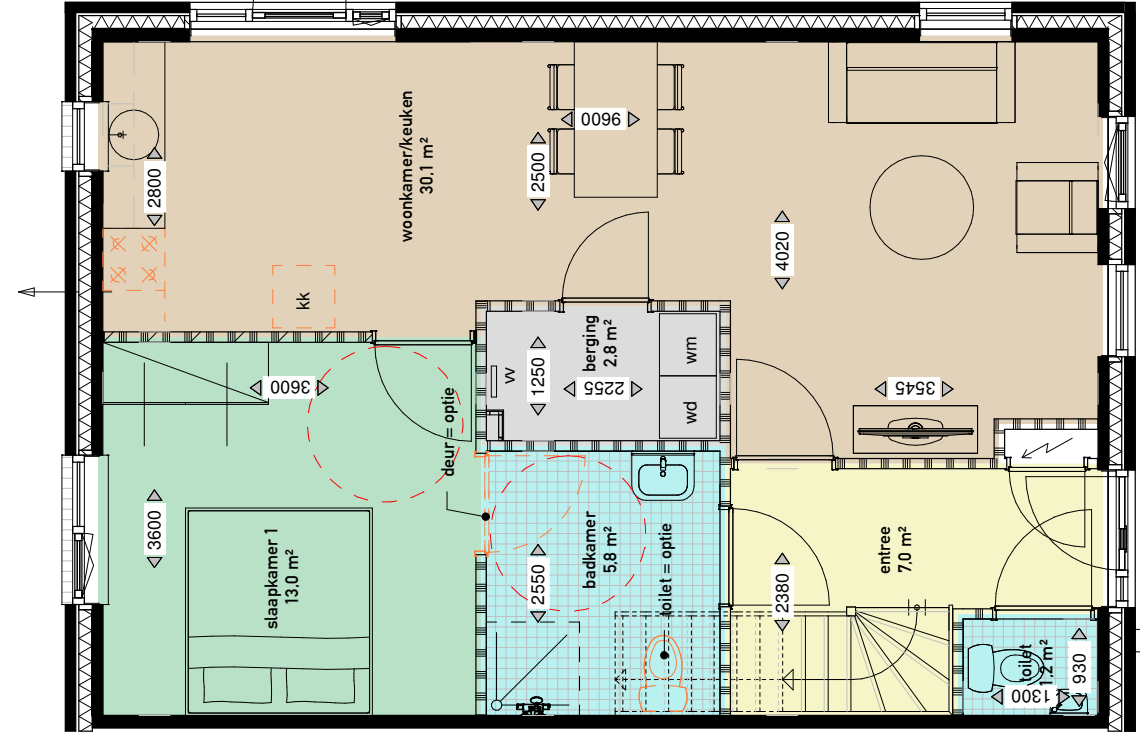 9600
woonkamer/keuken
30,1 m²
2800
2500
4020
kk
berging
2.8 m²
wm
wd
vv
1250
2255
3600
3545
deur = optie
3600
slaapkamer 1
13,0 m²
badkamer
5,8 m²
2550
toilet = optie
entree
7.0 m²
2380
toilet
1.2 m²
1300
930